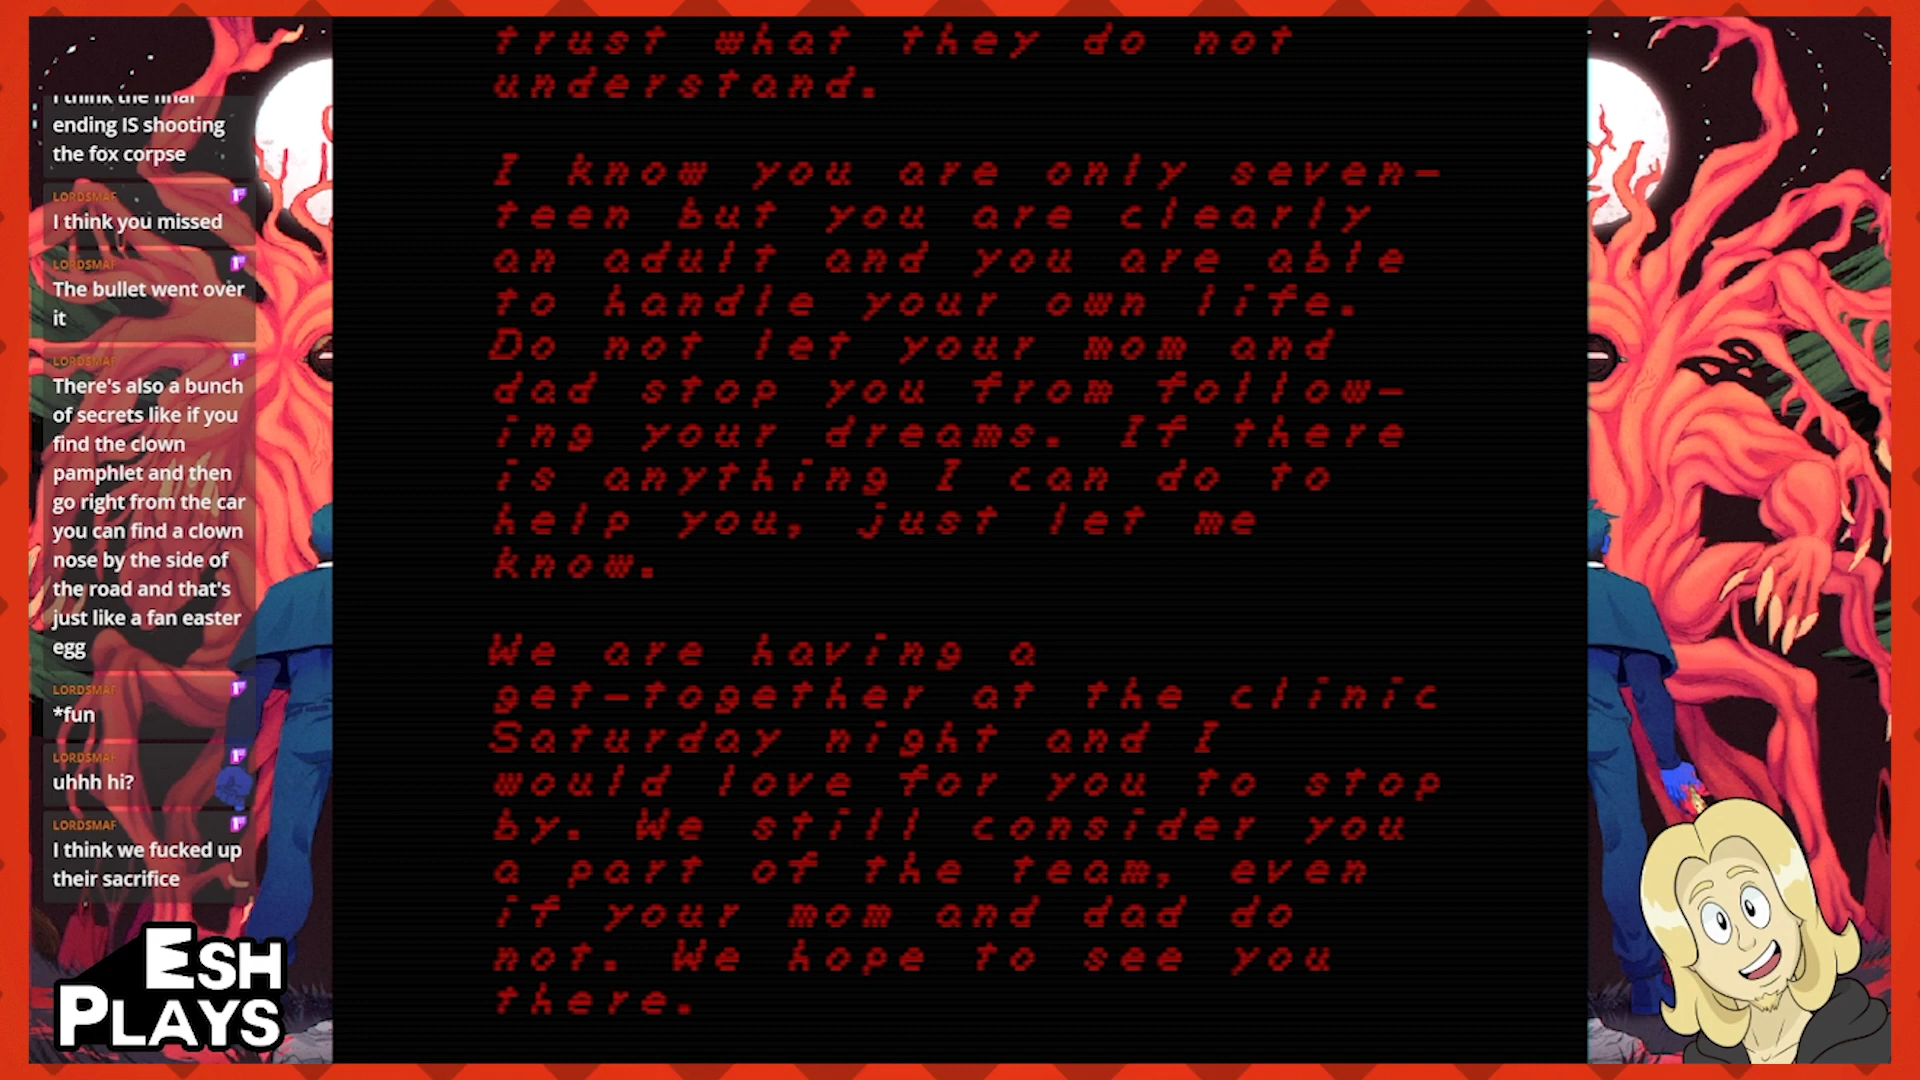 I think the final
ending IS shooting
the fox corpse
LORDSMAF
I think you missed
LORDSMAF
The bullet went over
it
LORDSMAF
There's also a bunch
of secrets like if you
find the clown
pamphlet and then
go right from the car
you can find a clown
nose by the side of
the road and that's
just like a fan easter
egg
LORDSMAF
*fun
LORDSMAF
uhhh hi?
LORDSMAF
I think we fucked up
their sacrifice
ESH
PLAYS
trust what they do not
understand.
I know you are only seven-
teen but you are clearly
an adult and you are able
to handle your own life.
Do not let your mom and
dad stop you from follow-
ing your dreams. If there
is anything I can do to
help you, just let me
know.
We are having a
get-together at the clinic
Saturday night and I
would love for you to stop
by. We still consider you
a part of the team, even
if your mom and dad do
not. We hope to see you
there.